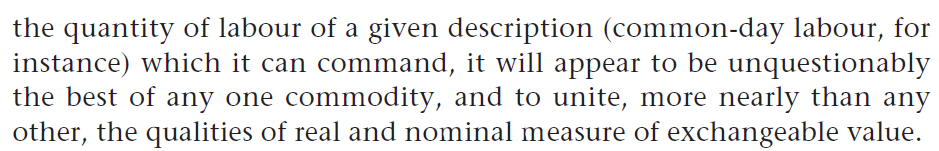 the quantity of labour of a given description (common-day labour, for
instance) which it can command, it will appear to be unquestionably
the best of any one commodity, and to unite, more nearly than any
other, the qualities of real and nominal measure of exchangeable value.